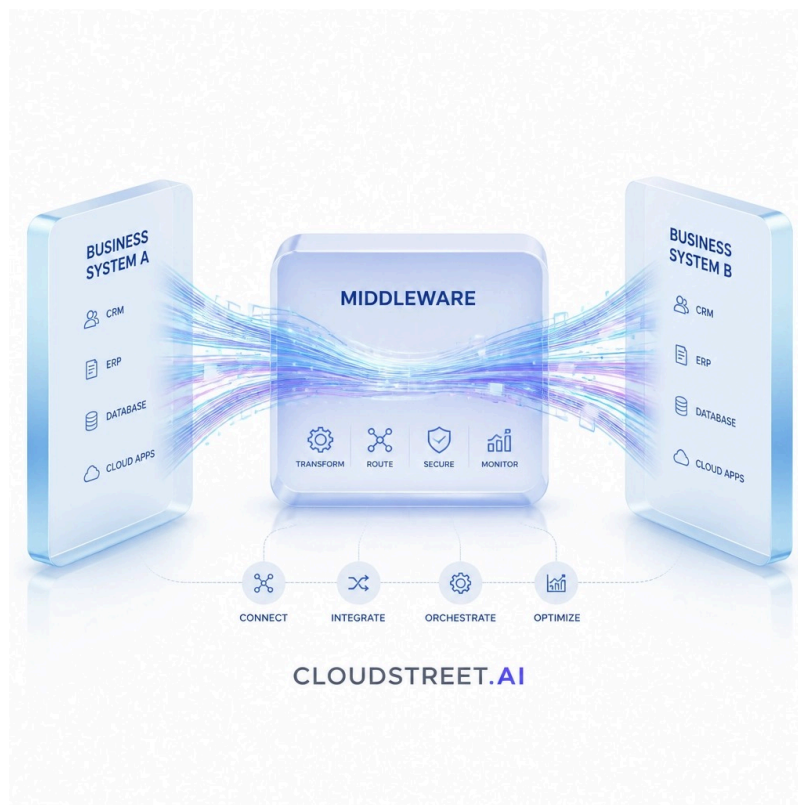 BUSINESS
SYSTEM A
CRM
ERP
DATABASE
CLOUD APPS
MIDDLEWARE
TRANSFORM
ROUTE
SECURE
MONITOR
BUSINESS
SYSTEM B
CRM
ERP
DATABASE
CLOUD APPS
CONNECT
INTEGRATE
ORCHESTRATE
OPTIMIZE
CLOUDSTREET.AI